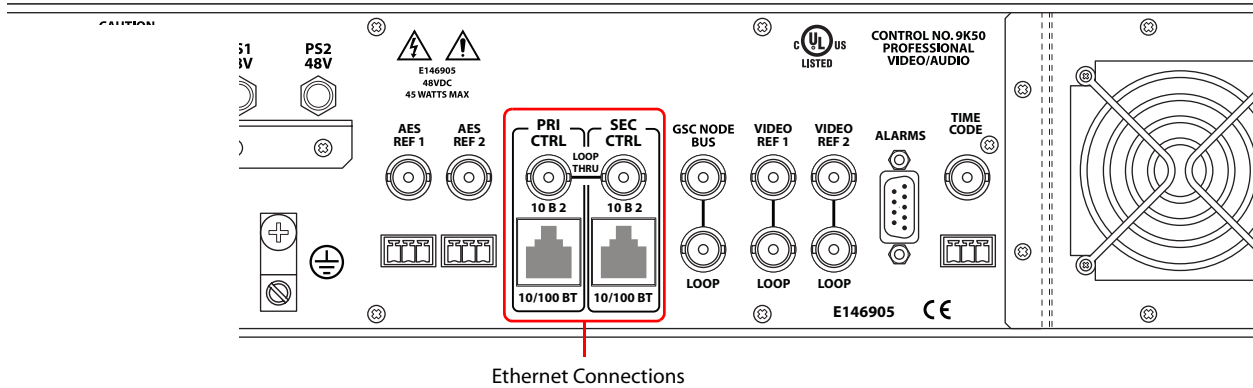 PS2
48V
E146905
48VDC
45 WATTS MAX
C UL US
LISTED
CONTROL NO. 9K50
PROFESSIONAL
VIDEO/AUDIO
AES
REF 1
AES
REF 2
PRI
CTRL
LOOP
THRU
SEC
CTRL
10 B 2
10 B 2
10/100 BT
10/100 BT
GSC NODE
BUS
LOOP
VIDEO
REF 1
LOOP
VIDEO
REF 2
LOOP
ALARMS
TIME
CODE
E146905
CE
Ethernet Connections